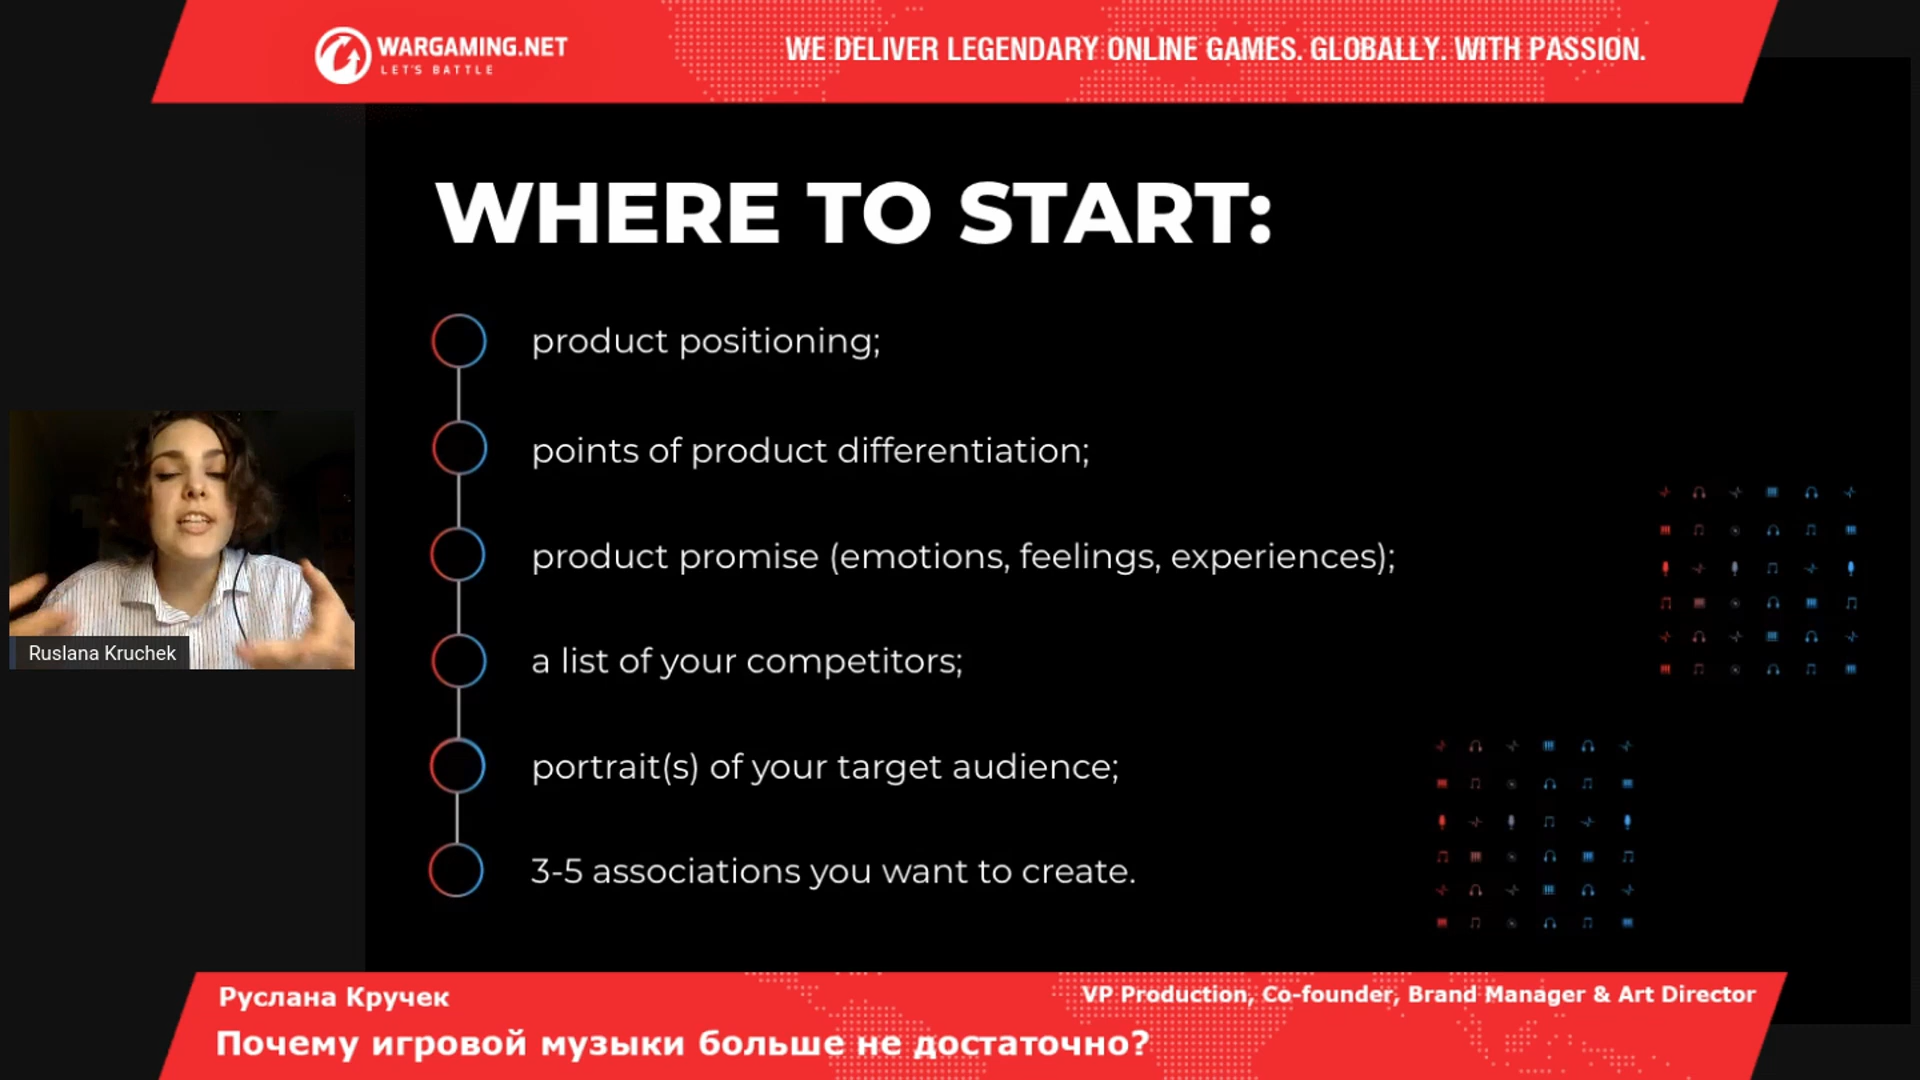 WARGAMING.NET
LET'S BATTLE
WE DELIVER LEGENDARY ONLINE GAMES. GLOBALLY. WITH PASSION.
WHERE TO START:
product positioning;
points of product differentiation;
product promise (emotions, feelings, experiences);
a list of your competitors;
portrait(s) of your target audience;
3-5 associations you want to create.
Ruslana Kruchek
Руслана Кручек
VP Production, Co-founder, Brand Manager & Art Director
Почему игровой музыки больше не достаточно?